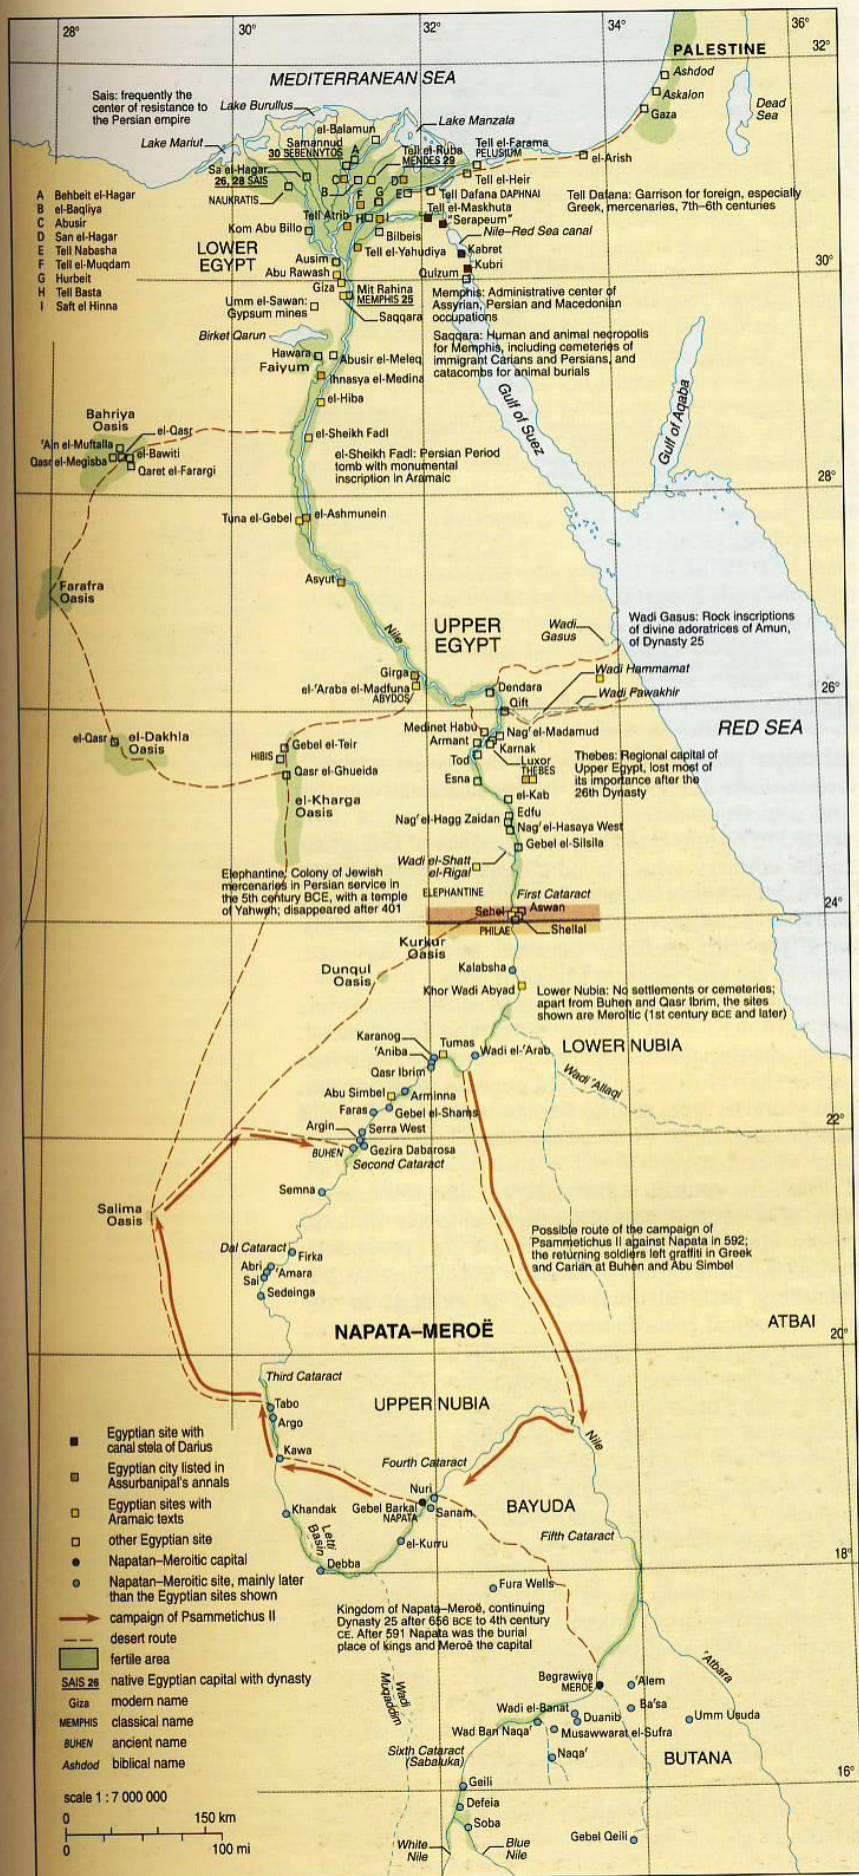 28°
30°
32°
34°
36°
32°
PALESTINE
MEDITERRANEAN SEA
Ashdod
Askalon
Gaza
Dead
Sea
Sais: frequently the
center of resistance to
the Persian empire
Lake Burullus
Lake Manzala
Lake Mariut
el-Balamun
Samannud
30 SEBENNYTOS
A
Tell el-Ruba
MENDES 29
Tell el-Farama
PELUSIUM
el-Arish
Sa el-Hagar
26, 28 SAIS
C
B
D
E
F
G
H
I
Tell el-Heir
NAUKRATIS
Tell Dafana DAPHNAI
Tell Dafana: Garrison for foreign, especially
Greek, mercenaries, 7th–6th centuries
A Behbeit el-Hagar
B el-Baqliya
C Abusir
D San el-Hagar
E Tell Nabasha
F Tell el-Muqdam
G Hurbeit
H Tell Basta
I Saft el Hinna
Tell el-Maskhuta
"Serapeum"
Tell Atrib
Kom Abu Billo
Bilbeis
Nile–Red Sea canal
LOWER
EGYPT
Tell el-Yahudiya
Kabret
Ausim
Kubri
Abu Rawash
Qulzum
30°
Giza
Mit Rahina
MEMPHIS 25
Memphis: Administrative center of
Assyrian, Persian and Macedonian
occupations
Umm el-Sawan:
Gypsum mines
Saqqara
Saqqara: Human and animal necropolis
for Memphis, including cemeteries of
immigrant Carians and Persians, and
catacombs for animal burials
Birket Qarun
Hawara
Abusir el-Meleq
Faiyum
Ihnasya el-Medina
el-Hiba
Gulf of Suez
Gulf of Aqaba
Bahriya
Oasis
el-Qasr
el-Sheikh Fadl
'Ain el-Muftalla
el-Bawiti
Qasr el-Megisba
Qaret el-Farargi
el-Sheikh Fadl: Persian Period
tomb with monumental
inscription in Aramaic
28°
Tuna el-Gebel
el-Ashmunein
Farafra
Oasis
Asyut
Nile
UPPER
EGYPT
Wadi
Gasus
Wadi Gasus: Rock inscriptions
of divine adoratrices of Amun,
of Dynasty 25
Girga
Wadi Hammamat
el-'Araba el-Madfuna
ABYDOS
Dendara
Wadi Fawakhir
26°
Qift
el-Qasr
el-Dakhla
Oasis
Gebel el-Teir
HIBIS
Qasr el-Ghueida
Medinet Habu
Nag' el-Madamud
Armant
Karnak
Tod
Luxor
THEBES
RED SEA
Thebes: Regional capital of
Upper Egypt, lost most of
its importance after the
26th Dynasty
Esna
el-Kharga
Oasis
el-Kab
Edfu
Nag' el-Hagg Zaidan
Nag' el-Hasaya West
Gebel el-Silsila
Wadi el-Shatt
el-Rigal
Elephantine: Colony of Jewish
mercenaries in Persian service in
the 5th century BCE, with a temple
of Yahweh; disappeared after 401
ELEPHANTINE
First Cataract
24°
Sehel
Aswan
PHILAE
Shellal
Kurkur
Oasis
Dunqul
Oasis
Kalabsha
Khor Wadi Abyad
Lower Nubia: No settlements or cemeteries;
apart from Buhen and Qasr Ibrim, the sites
shown are Meroitic (1st century BCE and later)
Karanog
Tumas
'Aniba
Wadi el-'Arab
LOWER NUBIA
Qasr Ibrim
Wadi 'Allaqi
Abu Simbel
Arminna
Faras
Gebel el-Shams
Argin
Serra West
22°
BUHEN
Gezira Dabarosa
Second Cataract
Semna
Salima
Oasis
Possible route of the campaign of
Psammetichus II against Napata in 592;
the returning soldiers left graffiti in Greek
and Carian at Buhen and Abu Simbel
Dal Cataract
Firka
Abri
'Amara
Sai
Sedeinga
NAPATA–MEROË
ATBAI
20°
Third Cataract
Tabo
Argo
UPPER NUBIA
Kawa
Nile
Fourth Cataract
Nuri
Gebel Barkal
NAPATA
Sanam
BAYUDA
Khandak
Letti
Basin
el-Kurru
Fifth Cataract
Debba
18°
Fura Wells
Kingdom of Napata–Meroë, continuing
Dynasty 25 after 656 BCE to 4th century
CE. After 591 Napata was the burial
place of kings and Meroë the capital
Wadi
Muqaddim
'Atbara
Begrawiya
MEROE
'Alem
Wadi el-Banat
Ba'sa
Duanib
Umm Usuda
Wad Ban Naqa'
Musawwarat el-Sufra
Sixth Cataract
(Sabaluka)
Naqa'
BUTANA
16°
Geili
Defeia
Soba
White
Nile
Blue
Nile
Gebel Qeili
Egyptian site with
canal stela of Darius
Egyptian city listed in
Assurbanipal's annals
Egyptian sites with
Aramaic texts
other Egyptian site
Napatan–Meroitic capital
Napatan–Meroitic site, mainly later
than the Egyptian sites shown
campaign of Psammetichus II
desert route
fertile area
SAIS 26 native Egyptian capital with dynasty
Giza modern name
MEMPHIS classical name
BUHEN ancient name
Ashdod biblical name
scale 1 : 7 000 000
0 150 km
0 100 mi